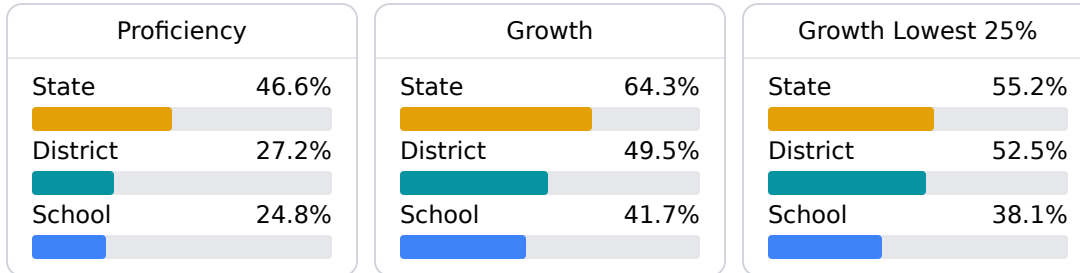 Proficiency
State 46.6%
District 27.2%
School 24.8%
Growth
State 64.3%
District 49.5%
School 41.7%
Growth Lowest 25%
State 55.2%
District 52.5%
School 38.1%